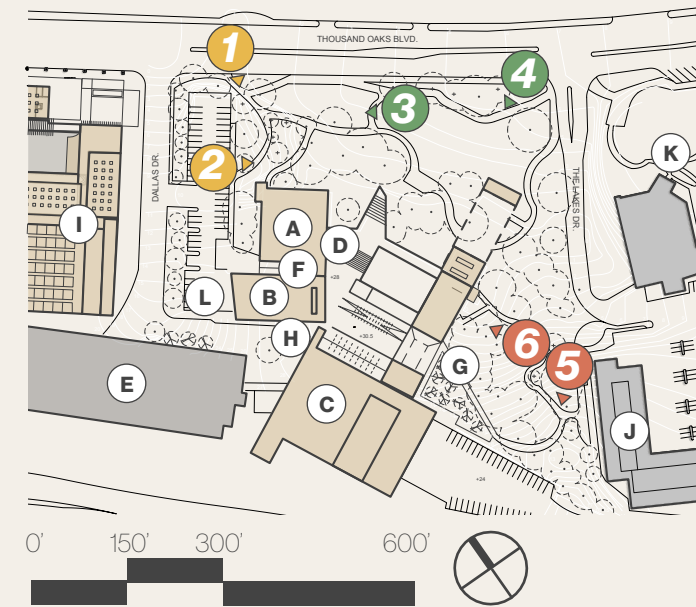 THOUSAND OAKS BLVD.
1
4
3
K
2
DALLAS DR.
THE LAKES DR.
A
I
D
F
+28
B
L
+30.5
H
6
5
G
E
C
J
+24
0' 150' 300' 600'